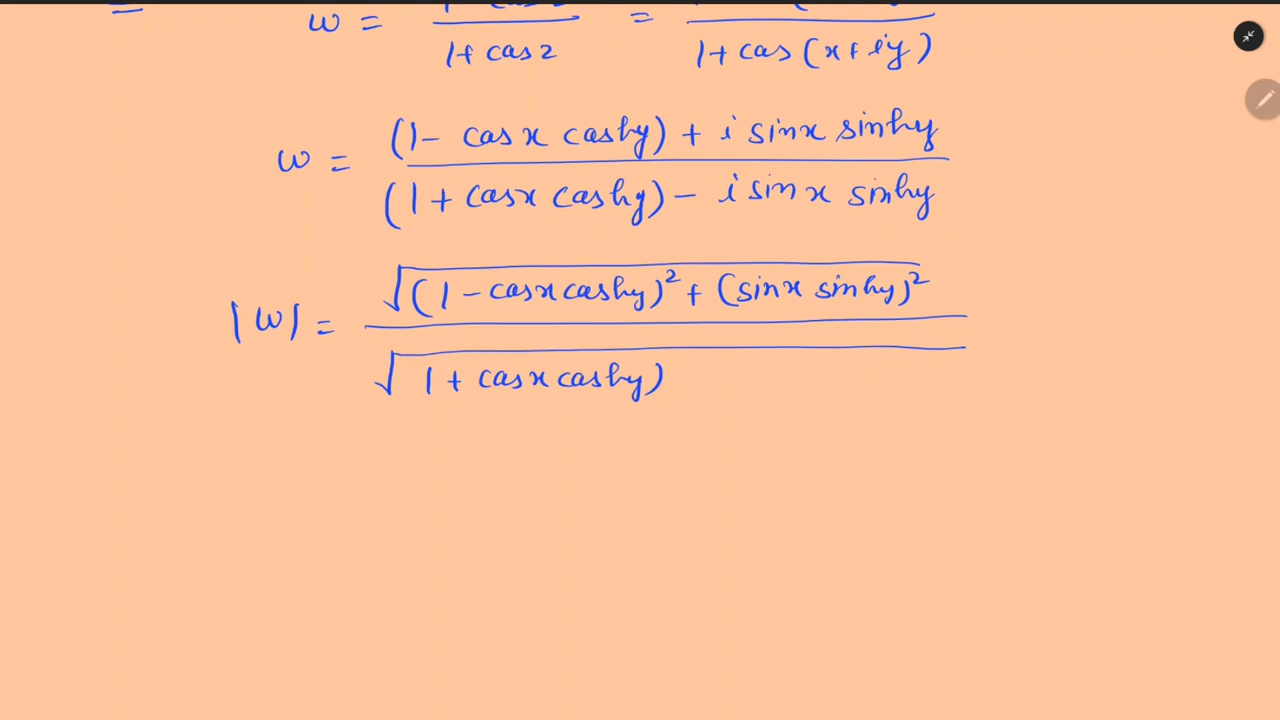 w = 1+ cos z = 1+ cos (x+iy)
w = (1- cos x coshy) + i sinx sinhy / (1 + cosx coshy) - i sin x sinhy
|w| = √(1 - cosx coshy)² + (sinx sinhy)² / √1 + cosx coshy)